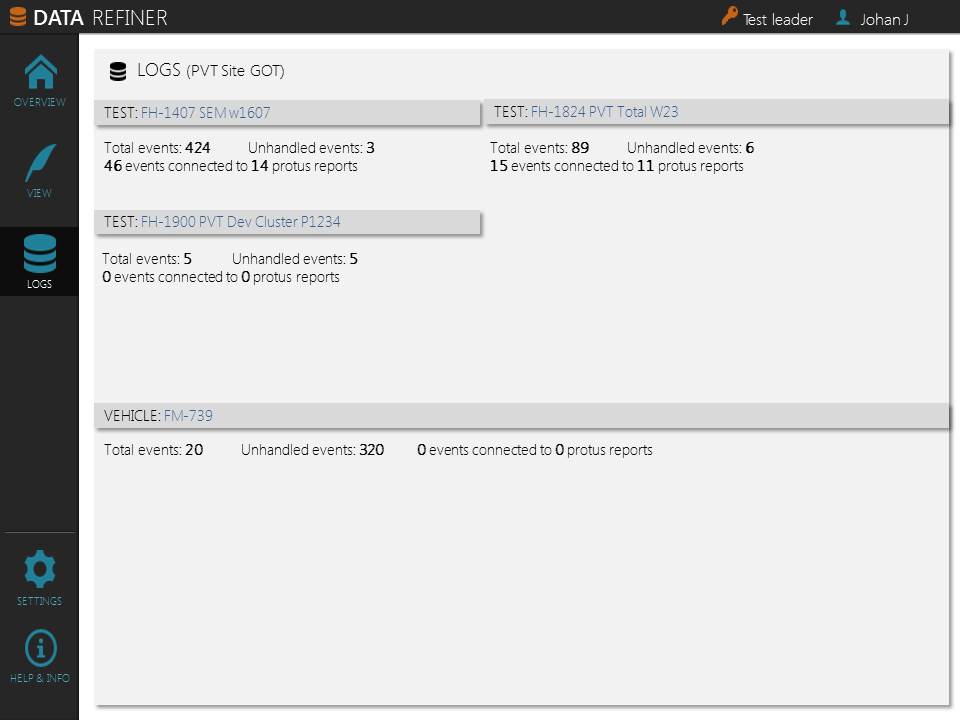 DATA REFINER
Test leader
Johan J
OVERVIEW
VIEW
LOGS
SETTINGS
HELP & INFO
LOGS (PVT Site GOT)
TEST: FH-1407 SEM w1607
Total events: 424 Unhandled events: 3
46 events connected to 14 protus reports
TEST: FH-1824 PVT Total W23
Total events: 89 Unhandled events: 6
15 events connected to 11 protus reports
TEST: FH-1900 PVT Dev Cluster P1234
Total events: 5 Unhandled events: 5
0 events connected to 0 protus reports
VEHICLE: FM-739
Total events: 20 Unhandled events: 320 0 events connected to 0 protus reports